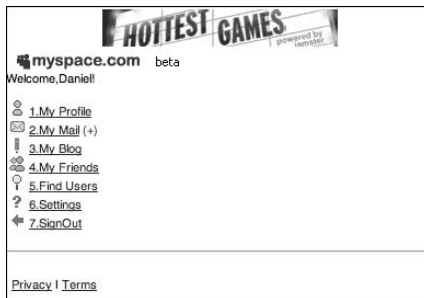 HOTTEST GAMES
powered by
myspace.com beta
Welcome,Daniel!
1.My Profile
2.My Mail (+)
3.My Blog
4.My Friends
5.Find Users
6.Settings
7.SignOut
Privacy | Terms